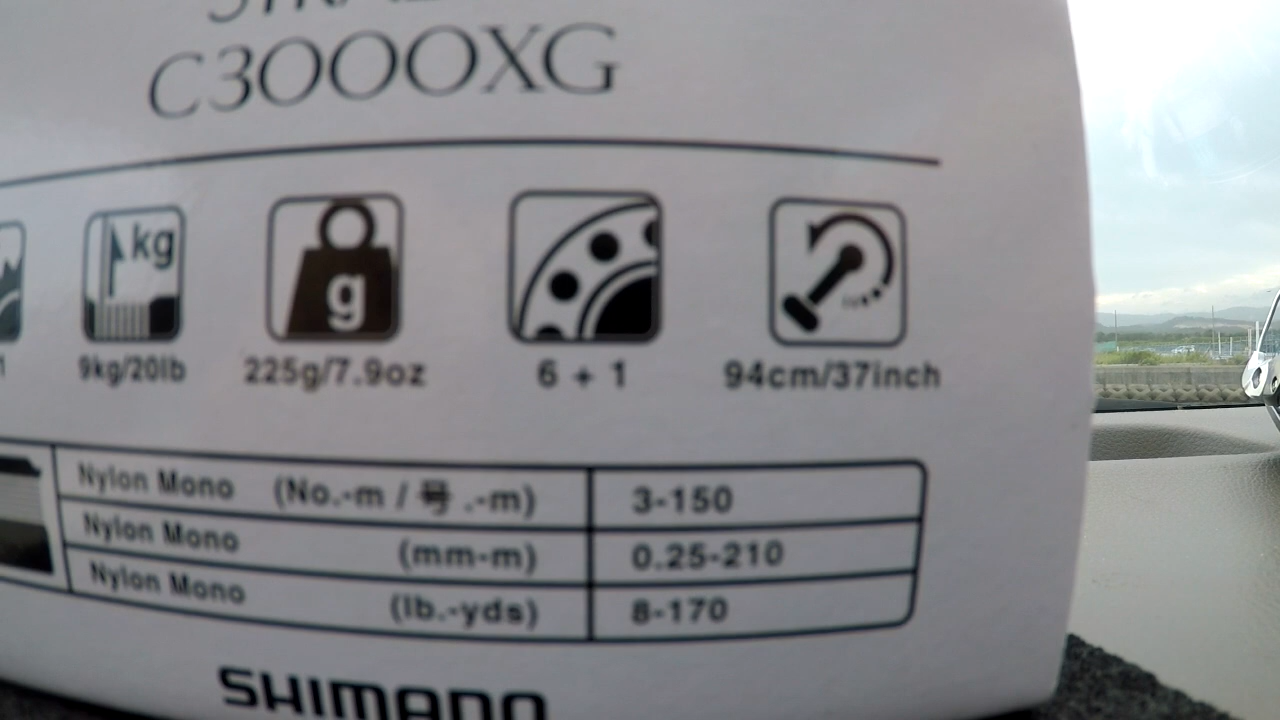 C3000XG
kg
g
9kg/20lb
225g/7.9oz
6 + 1
94cm/37inch
Nylon Mono (No.-m / 号 .-m) 3-150
Nylon Mono (mm-m) 0.25-210
Nylon Mono (lb.-yds) 8-170
SHIMANO